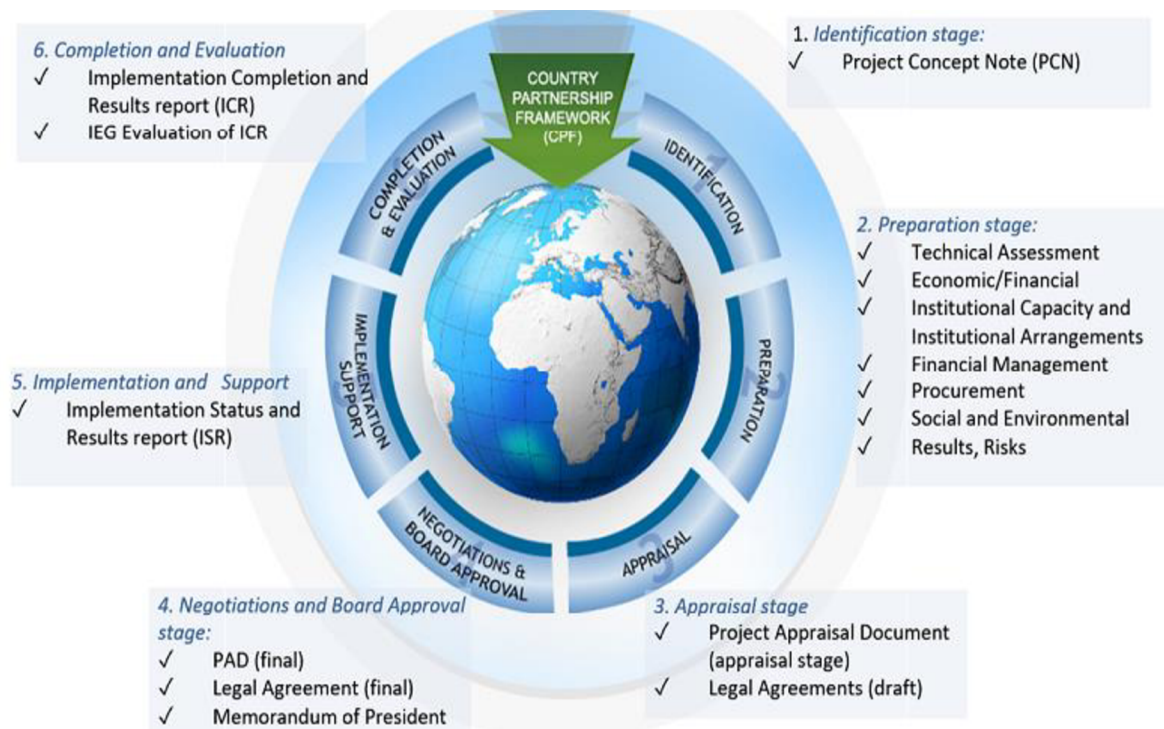 COUNTRY
PARTNERSHIP
FRAMEWORK
(CPF)
1. Identification stage:
✓ Project Concept Note (PCN)
2. Preparation stage:
✓ Technical Assessment
✓ Economic/Financial
✓ Institutional Capacity and
Institutional Arrangements
✓ Financial Management
✓ Procurement
✓ Social and Environmental
✓ Results, Risks
3. Appraisal stage
✓ Project Appraisal Document
(appraisal stage)
✓ Legal Agreements (draft)
4. Negotiations and Board Approval
stage:
✓ PAD (final)
✓ Legal Agreement (final)
✓ Memorandum of President
5. Implementation and Support
✓ Implementation Status and
Results report (ISR)
6. Completion and Evaluation
✓ Implementation Completion and
Results report (ICR)
✓ IEG Evaluation of ICR
1
IDENTIFICATION
2
PREPARATION
3
APPRAISAL
4
NEGOTIATIONS &
BOARD APPROVAL
IMPLEMENTATION
SUPPORT
COMPLETION
& EVALUATION